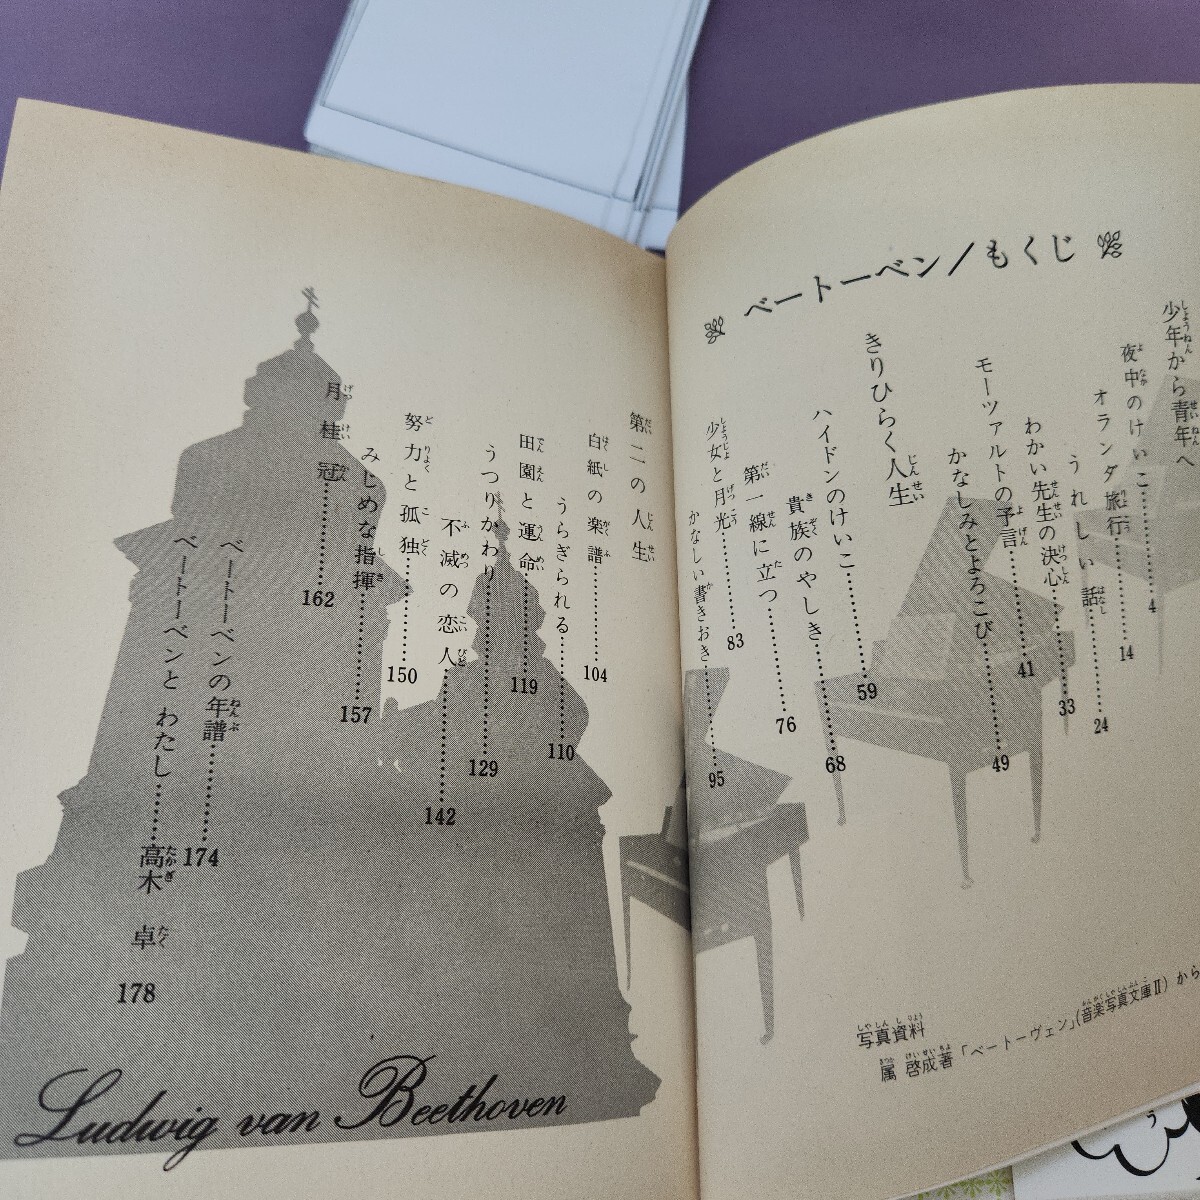 ベートーベン/もくじ
少年から青年へ
夜中のけいこ……4
オランダ旅行……14
うれしい話……24
わかい先生の決心……33
モーツァルトの予言……41
かなしみとよろこび……49
きりひらく人生
ハイドンのけいこ……59
貴族のやしき……68
第一線に立つ……76
少女と月光……83
かなしい書きおき……95
第二の人生
白紙の楽譜……104
うらぎられる……110
田園と運命……119
うつりかわり……129
不滅の恋人……142
努力と孤独……150
みじめな指揮……157
月桂冠……162
ベートーベンの年譜……174
ベートーベンとわたし……高木 卓 178
写真資料
属 啓成著「ベートーヴェン」(音楽写真文庫Ⅱ)から
Ludwig van Beethoven
う